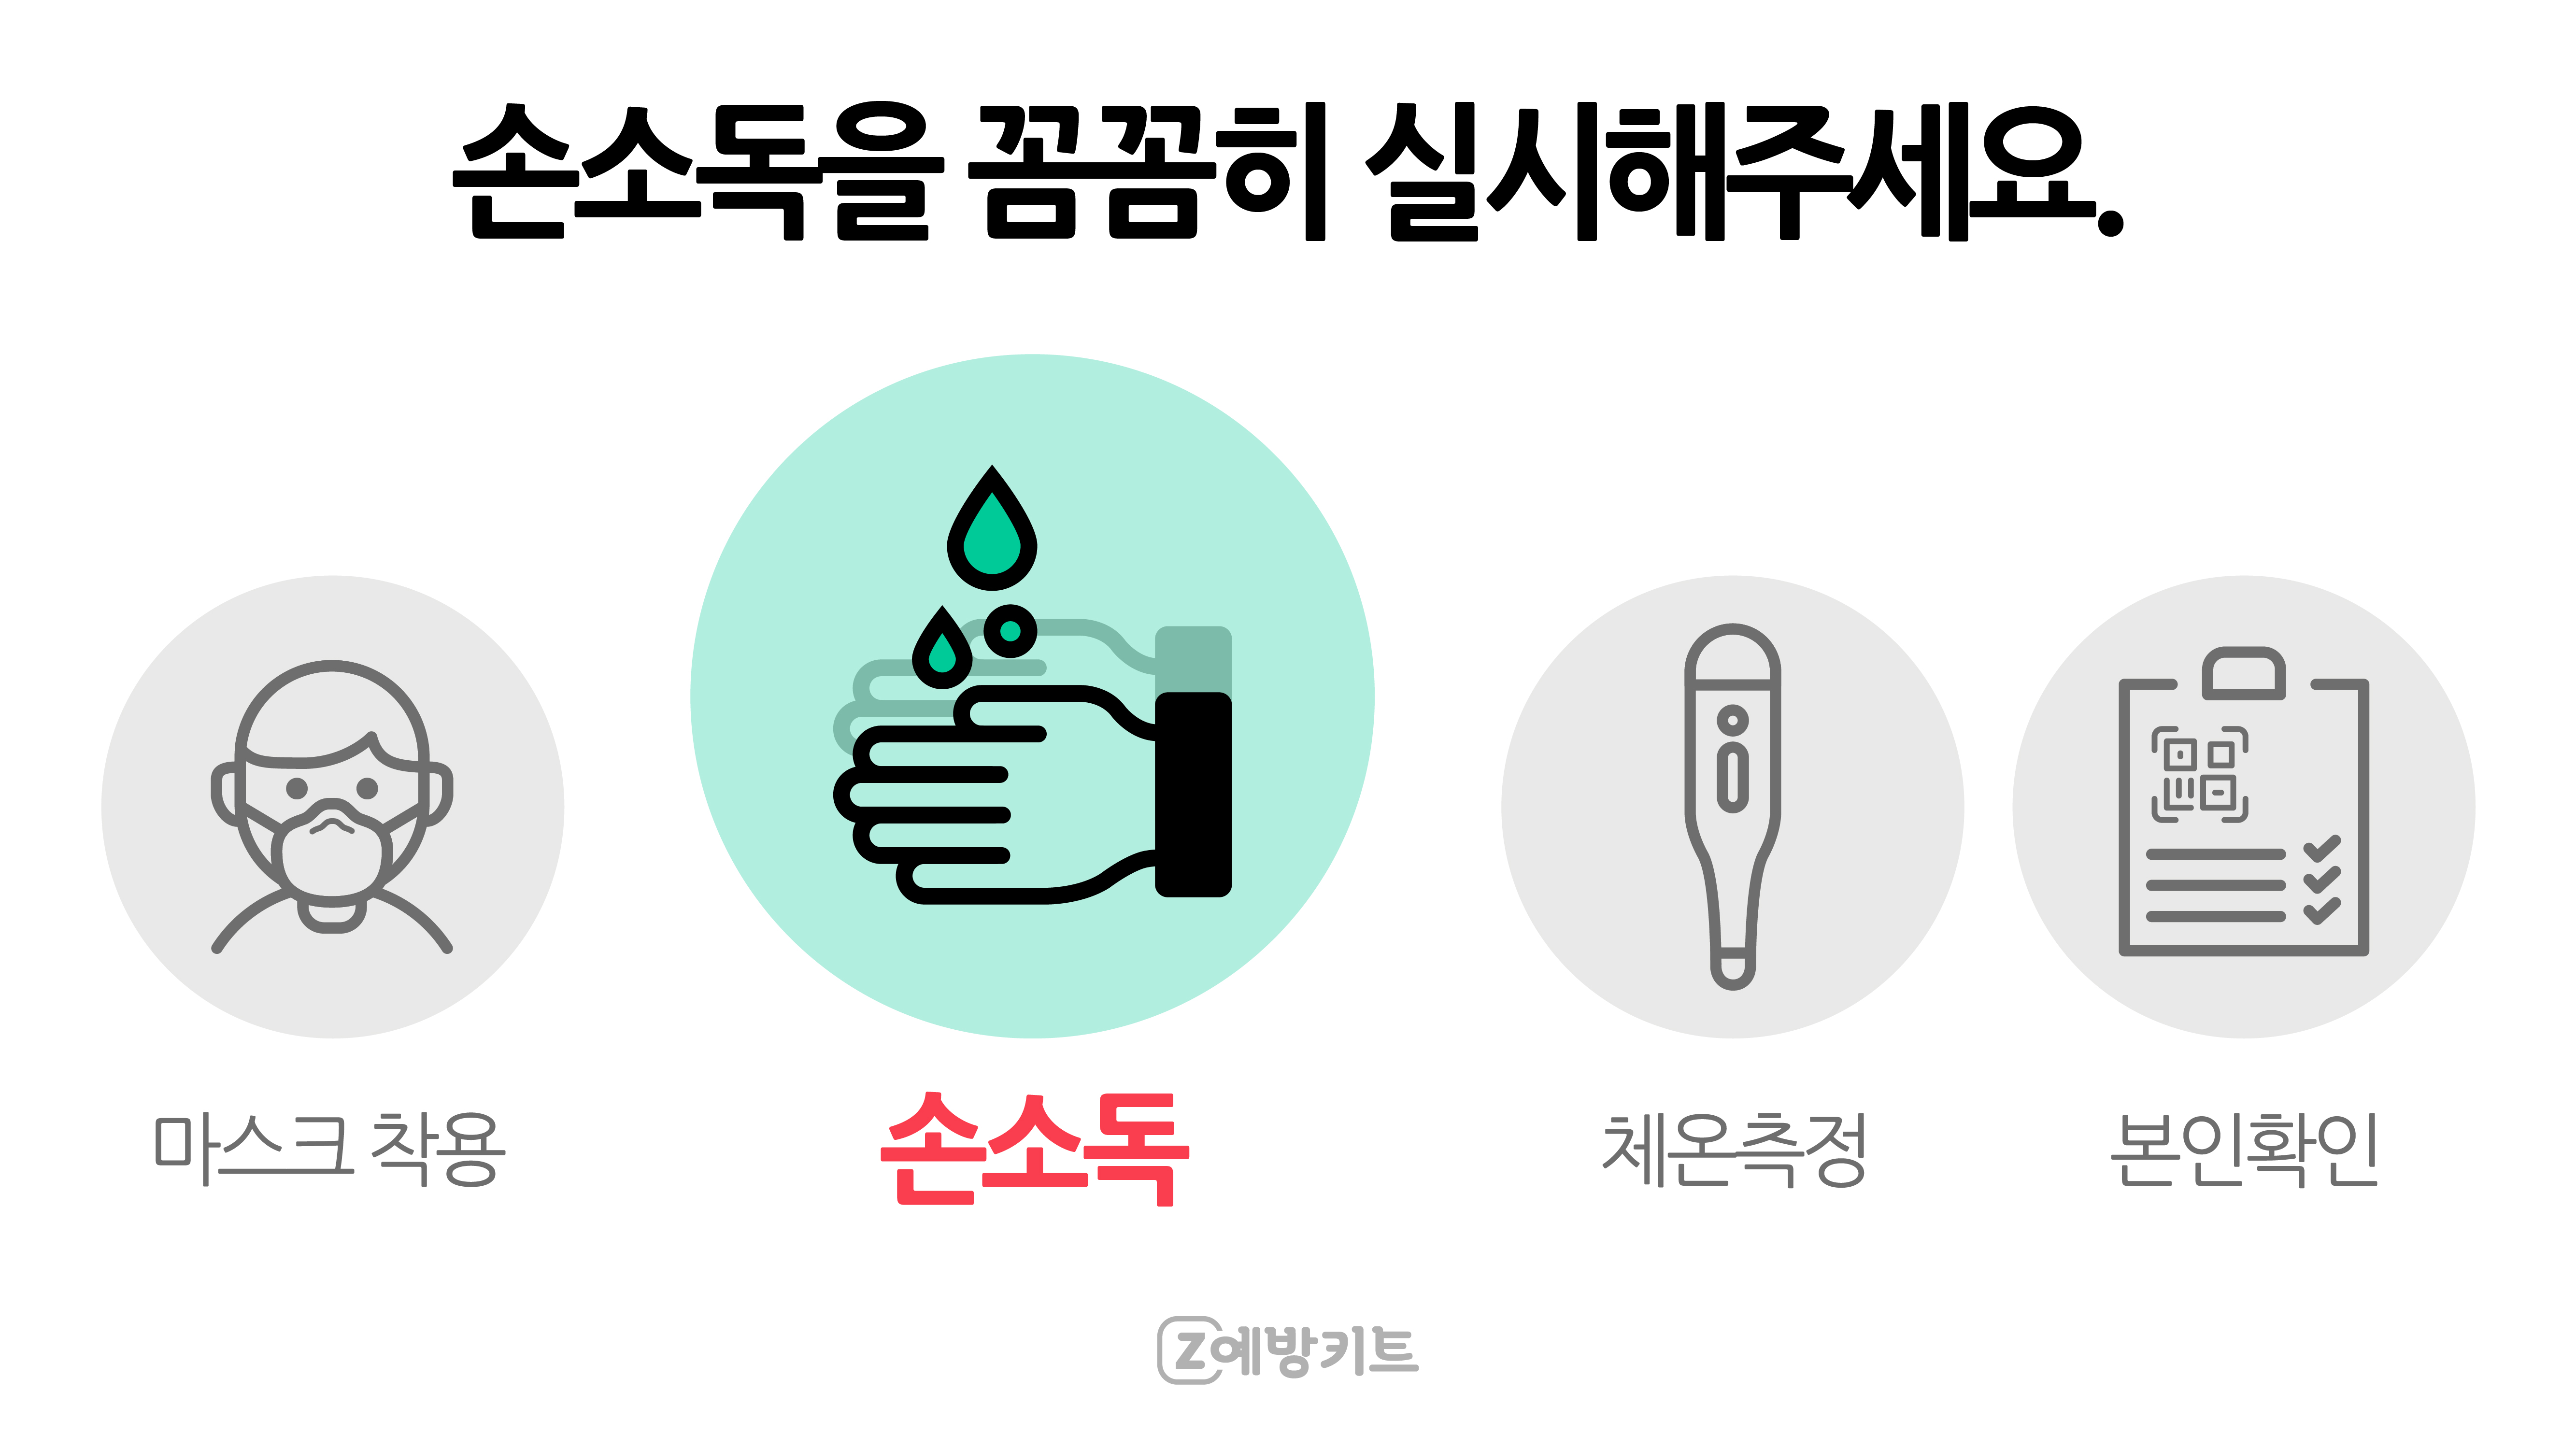 손소독을 꼼꼼히 실시해주세요.
마스크 착용
손소독
체온측정
본인확인
z예방키트